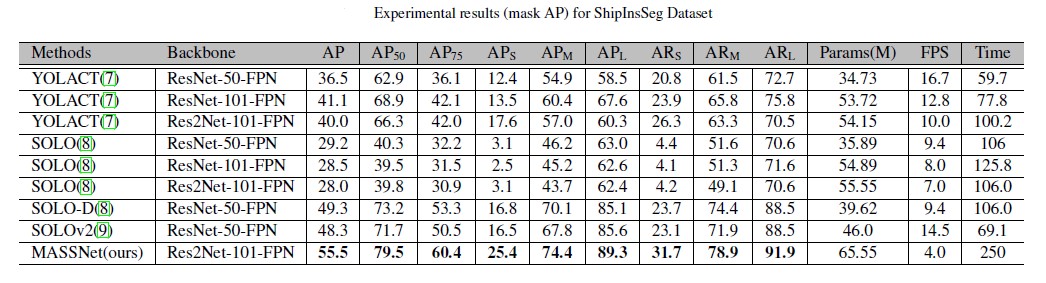 Experimental results (mask AP) for ShipInsSeg Dataset
Methods Backbone AP AP50 AP75 APS APM APL ARS ARM ARL Params(M) FPS Time
YOLACT(7) ResNet-50-FPN 36.5 62.9 36.1 12.4 54.9 58.5 20.8 61.5 72.7 34.73 16.7 59.7
YOLACT(7) ResNet-101-FPN 41.1 68.9 42.1 13.5 60.4 67.6 23.9 65.8 75.8 53.72 12.8 77.8
YOLACT(7) Res2Net-101-FPN 40.0 66.3 42.0 17.6 57.0 60.3 26.3 63.3 70.5 54.15 10.0 100.2
SOLO(8) ResNet-50-FPN 29.2 40.3 32.2 3.1 46.2 63.0 4.4 51.6 70.6 35.89 9.4 106
SOLO(8) ResNet-101-FPN 28.5 39.5 31.5 2.5 45.2 62.6 4.1 51.3 71.6 54.89 8.0 125.8
SOLO(8) Res2Net-101-FPN 28.0 39.8 30.9 3.1 43.7 62.4 4.2 49.1 70.6 55.55 7.0 106.0
SOLO-D(8) ResNet-50-FPN 49.3 73.2 53.3 16.8 70.1 85.1 23.7 74.4 88.5 39.62 9.4 106.0
SOLOv2(9) ResNet-50-FPN 48.3 71.7 50.5 16.5 67.8 85.6 23.1 71.9 88.5 46.0 14.5 69.1
MASSNet(ours) Res2Net-101-FPN 55.5 79.5 60.4 25.4 74.4 89.3 31.7 78.9 91.9 65.55 4.0 250